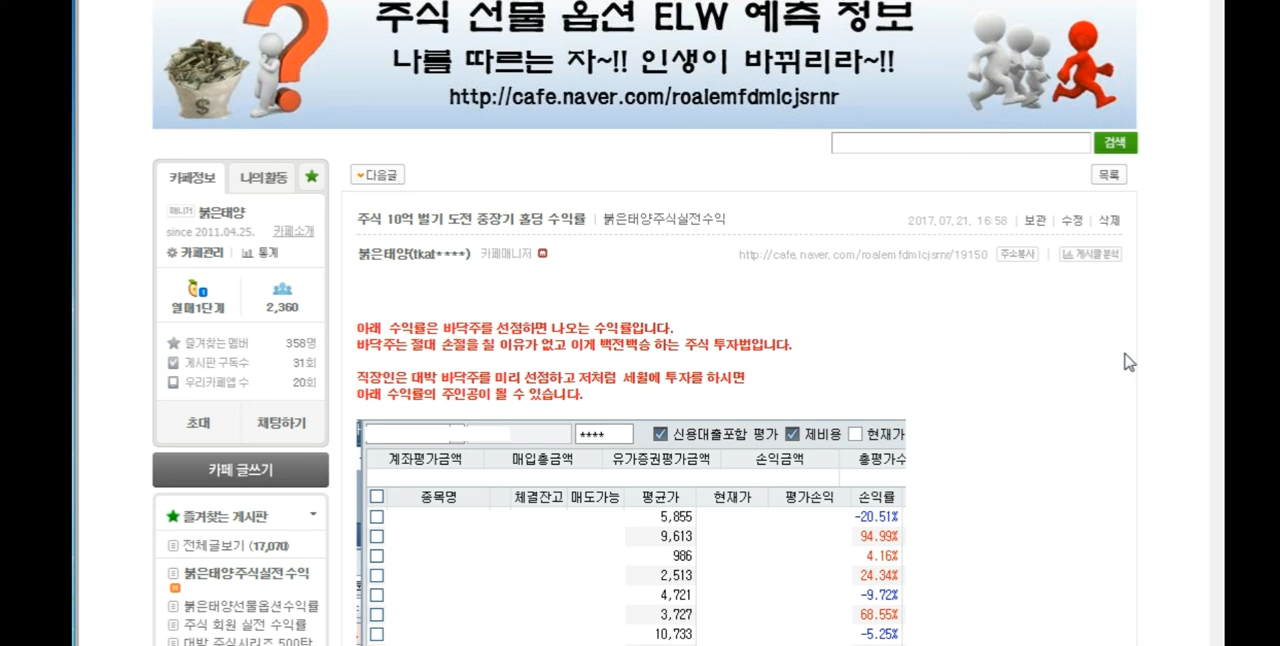 주식 선물 옵션 ELW 예측 정보
나를 따르는 자~!! 인생이 바뀌리라~!!
http://cafe.naver.com/roalemfdmlcjsrnr
검색
카페정보 나의활동
다음글 목록
매니저 붉은태양
since 2011.04.25. 카페소개
카페관리 통계
열매1단계 2,360
즐겨찾는 멤버 358명
게시판 구독수 31회
우리카페앱 수 20회
초대 채팅하기
카페 글쓰기
즐겨찾는 게시판
전체글보기 (17,070)
붉은태양주식실전수익
붉은태양선물옵션수익률
주식 회원 실전 수익률
대박 주식시리즈 500탄
주식 10억 벌기 도전 중장기 홀딩 수익률 | 붉은태양주식실전수익 2017.07.21. 16:58 | 보관 | 수정 | 삭제
붉은태양(tkat****) 카페매니저 http://cafe.naver.com/roalemfdmlcjsrnr/19150 주소복사 | 게시글 분석
아래 수익률은 바닥주를 선점하면 나오는 수익률입니다.
바닥주는 절대 손절을 칠 이유가 없고 이게 백전백승 하는 주식 투자법입니다.
직장인은 대박 바닥주를 미리 선점하고 저처럼 세월에 투자를 하시면
아래 수익률의 주인공이 될 수 있습니다.
**** 신용대출포함 평가 제비용 현재가
계좌평가금액 매입총금액 유가증권평가금액 손익금액 총평가수
종목명 체결잔고 매도가능 평균가 현재가 평가손익 손익률
5,855 -20.51%
9,613 94.99%
986 4.16%
2,513 24.34%
4,721 -9.72%
3,727 68.55%
10,733 -5.25%